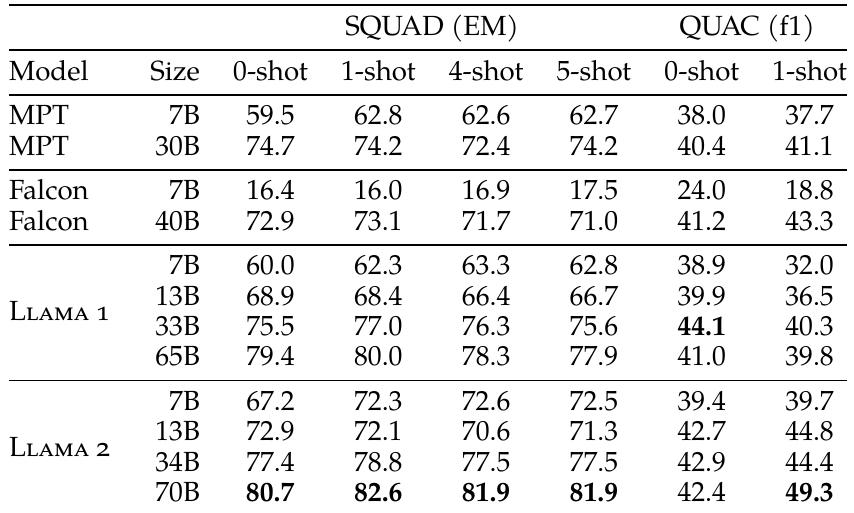 SQUAD (EM) QUAC (f1)
Model Size 0-shot 1-shot 4-shot 5-shot 0-shot 1-shot
MPT 7B 59.5 62.8 62.6 62.7 38.0 37.7
MPT 30B 74.7 74.2 72.4 74.2 40.4 41.1
Falcon 7B 16.4 16.0 16.9 17.5 24.0 18.8
Falcon 40B 72.9 73.1 71.7 71.0 41.2 43.3
LLAMA 1
7B 60.0 62.3 63.3 62.8 38.9 32.0
13B 68.9 68.4 66.4 66.7 39.9 36.5
33B 75.5 77.0 76.3 75.6 44.1 40.3
65B 79.4 80.0 78.3 77.9 41.0 39.8
LLAMA 2
7B 67.2 72.3 72.6 72.5 39.4 39.7
13B 72.9 72.1 70.6 71.3 42.7 44.8
34B 77.4 78.8 77.5 77.5 42.9 44.4
70B 80.7 82.6 81.9 81.9 42.4 49.3